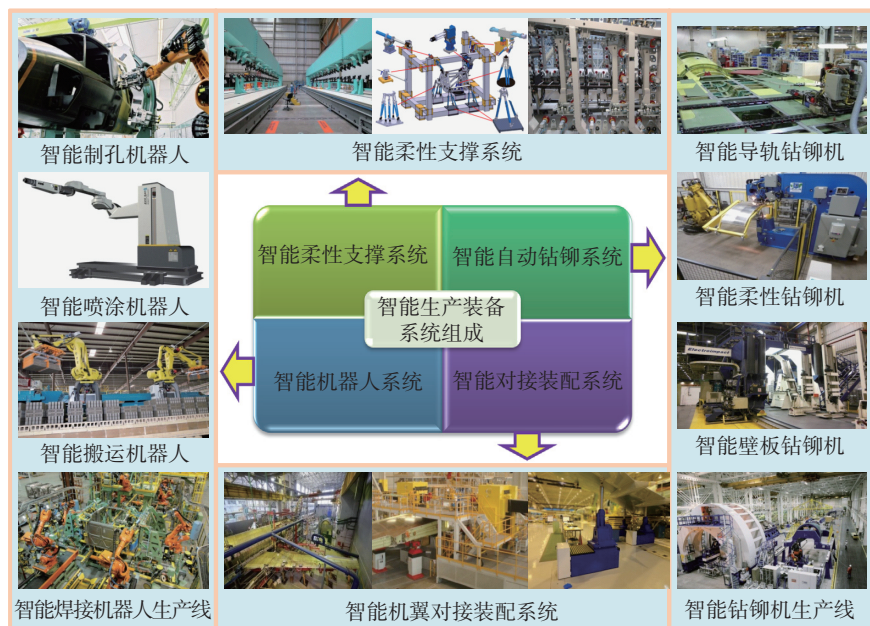 智能制孔机器人
智能柔性支撑系统
智能导轨钻铆机
智能喷涂机器人
智能柔性支撑系统
智能自动钻铆系统
智能生产装备
系统组成
智能机器人系统
智能对接装配系统
智能柔性钻铆机
智能搬运机器人
Electroimpact
智能壁板钻铆机
智能焊接机器人生产线
智能机翼对接装配系统
智能钻铆机生产线